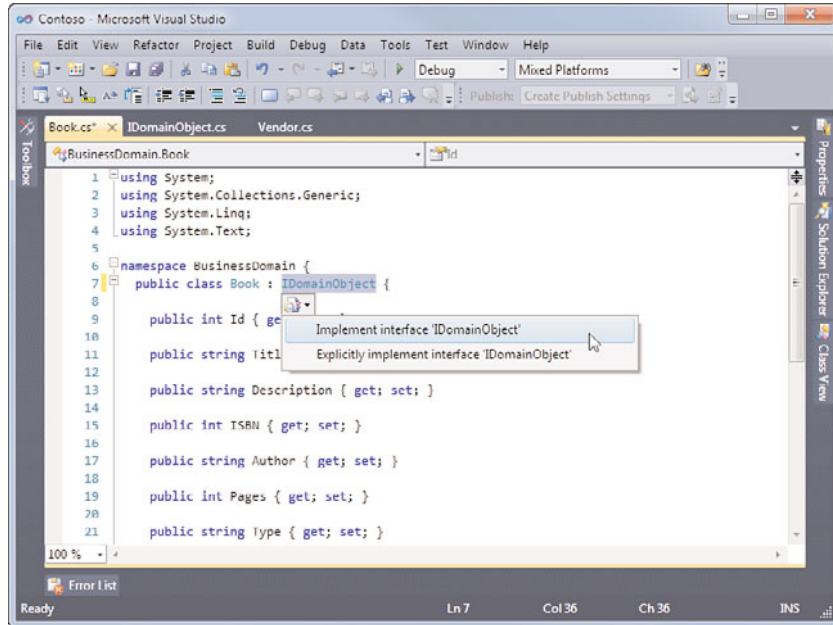 Contoso - Microsoft Visual Studio
File Edit View Refactor Project Build Debug Data Tools Test Window Help
Debug Mixed Platforms
Publish: Create Publish Settings
Book.cs* IDomainObject.cs Vendor.cs
BusinessDomain.Book Id
1 using System;
2 using System.Collections.Generic;
3 using System.Linq;
4 using System.Text;
5
6 namespace BusinessDomain {
7 public class Book : IDomainObject {
8
9 public int Id { ge
Implement interface 'IDomainObject'
10
11 public string Titl
Explicitly implement interface 'IDomainObject'
12
13 public string Description { get; set; }
14
15 public int ISBN { get; set; }
16
17 public string Author { get; set; }
18
19 public int Pages { get; set; }
20
21 public string Type { get; set; }
100 %
Error List
Ready Ln 7 Col 36 Ch 36 INS
Toolbox
Properties
Solution Explorer
Class View